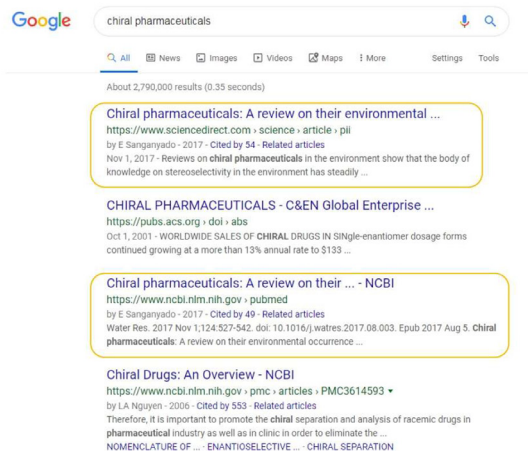 Google
chiral pharmaceuticals
All News Images Videos Maps More Settings Tools
About 2,790,000 results (0.35 seconds)
Chiral pharmaceuticals: A review on their environmental ...
https://www.sciencedirect.com › science › article › pii
by E Sanganyado - 2017 - Cited by 54 - Related articles
Nov 1, 2017 - Reviews on chiral pharmaceuticals in the environment show that the body of
knowledge on stereoselectivity in the environment has steadily ...
CHIRAL PHARMACEUTICALS - C&EN Global Enterprise ...
https://pubs.acs.org › doi › abs
Oct 1, 2001 - WORLDWIDE SALES OF CHIRAL DRUGS IN SINgle-enantiomer dosage forms
continued growing at a more than 13% annual rate to $133 ...
Chiral pharmaceuticals: A review on their ... - NCBI
https://www.ncbi.nlm.nih.gov › pubmed
by E Sanganyado - 2017 - Cited by 49 - Related articles
Water Res. 2017 Nov 1;124:527-542. doi: 10.1016/j.watres.2017.08.003. Epub 2017 Aug 5. Chiral
pharmaceuticals: A review on their environmental occurrence ...
Chiral Drugs: An Overview - NCBI
https://www.ncbi.nlm.nih.gov › pmc › articles › PMC3614593
by LA Nguyen - 2006 - Cited by 553 - Related articles
Therefore, it is important to promote the chiral separation and analysis of racemic drugs in
pharmaceutical industry as well as in clinic in order to eliminate the ...
NOMENCLATURE OF ... · ENANTIOSELECTIVE ... · CHIRAL SEPARATION